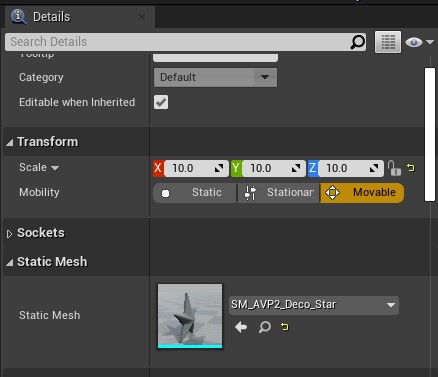 Details
Search Details
Tooltip
Category
Default
Editable when Inherited
Transform
Scale
X 10.0 Y 10.0 Z 10.0
Mobility
Static Stationar Movable
Sockets
Static Mesh
Static Mesh
SM_AVP2_Deco_Star